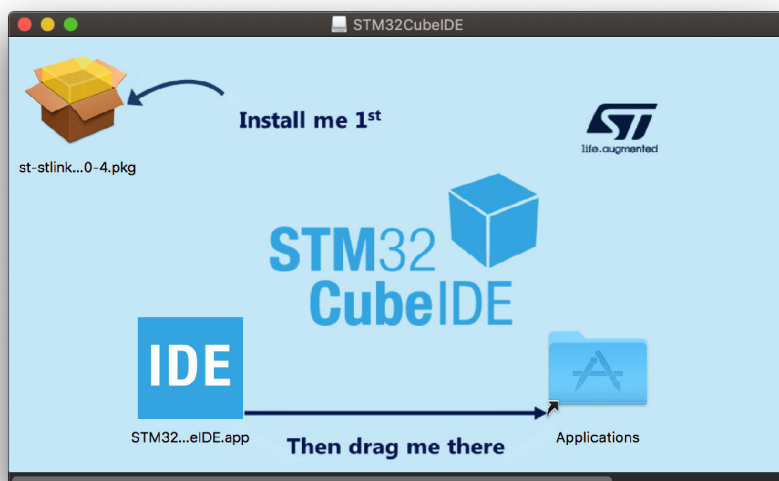 STM32CubeIDE
Install me 1st
ST
life.augmented
st-stlink...0-4.pkg
STM32
CubeIDE
IDE
STM32...eIDE.app
Then drag me there
Applications